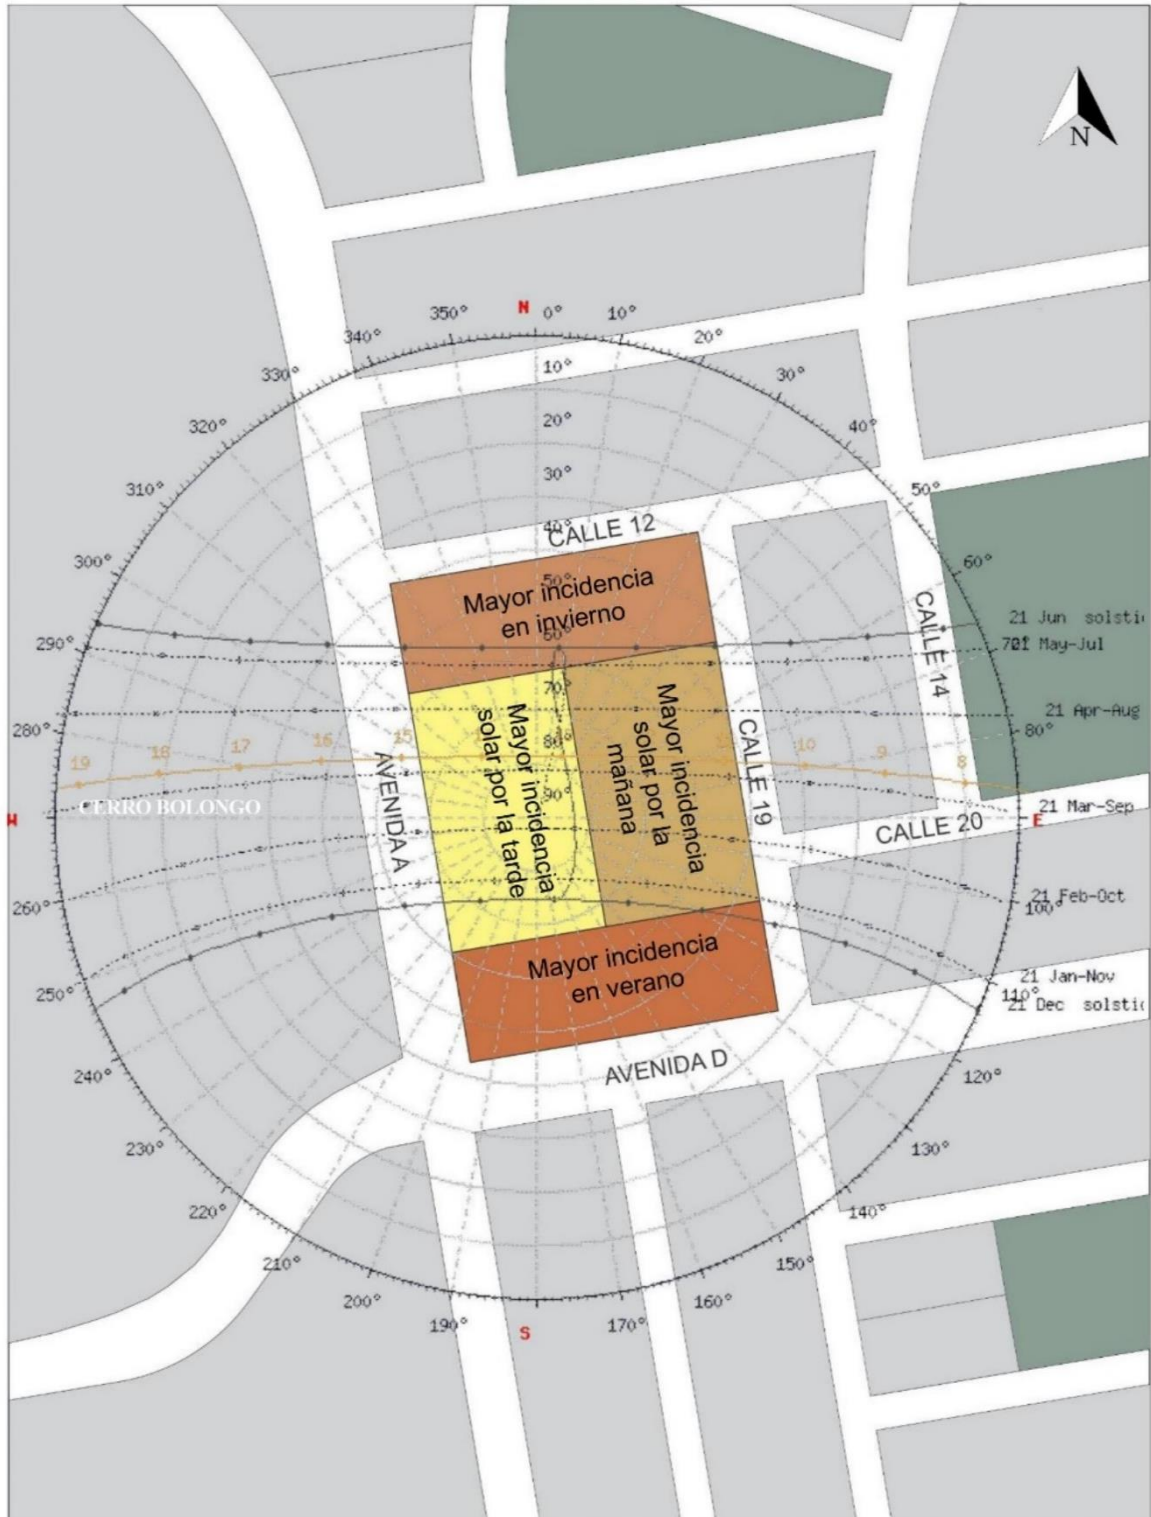 N
N
0°
10°
20°
30°
40°
50°
60°
701
80°
E
100°
110°
120°
130°
140°
150°
160°
170°
S
190°
200°
210°
220°
230°
240°
250°
260°
W
280°
290°
300°
310°
320°
330°
340°
350°
10°
20°
30°
40°
CALLE 12
50°
Mayor incidencia
en invierno
60°
70°
80°
90°
21 Jun solsti
21 May-Jul
21 Apr-Aug
21 Mar-Sep
21 Feb-Oct
21 Jan-Nov
21 Dec solsti
19
18
17
16
15
10
9
8
CERRO BOLONGO
AVENIDA A
Mayor incidencia
solar por la tarde
Mayor incidencia
solar por la
mañana
CALLE 19
CALLE 14
CALLE 20
Mayor incidencia
en verano
AVENIDA D